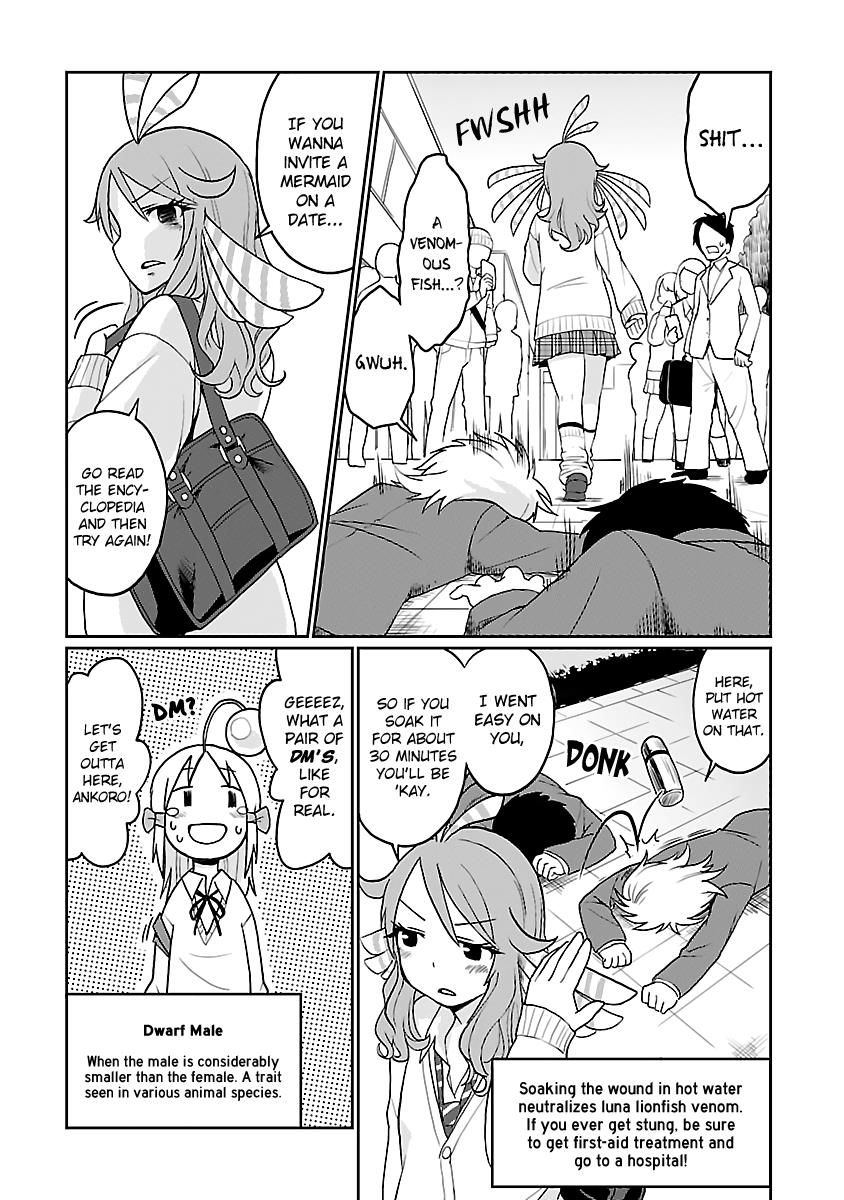 SHIT...
FWSHH
A
VENOM-
OUS
FISH...?
GWUH.
IF YOU
WANNA
INVITE A
MERMAID
ON A
DATE...
GO READ
THE ENCY-
CLOPEDIA
AND THEN
TRY AGAIN!
HERE,
PUT HOT
WATER
ON THAT.
DONK
I WENT
EASY ON
YOU,
SO IF YOU
SOAK IT
FOR ABOUT
30 MINUTES
YOU'LL BE
'KAY.
Soaking the wound in hot water
neutralizes luna lionfish venom.
If you ever get stung, be sure
to get first-aid treatment and
go to a hospital!
GEEEEZ,
WHAT A
PAIR OF
DM'S,
LIKE
FOR
REAL.
DM?
LET'S
GET
OUTTA
HERE,
ANKORO!
Dwarf Male
When the male is considerably
smaller than the female. A trait
seen in various animal species.